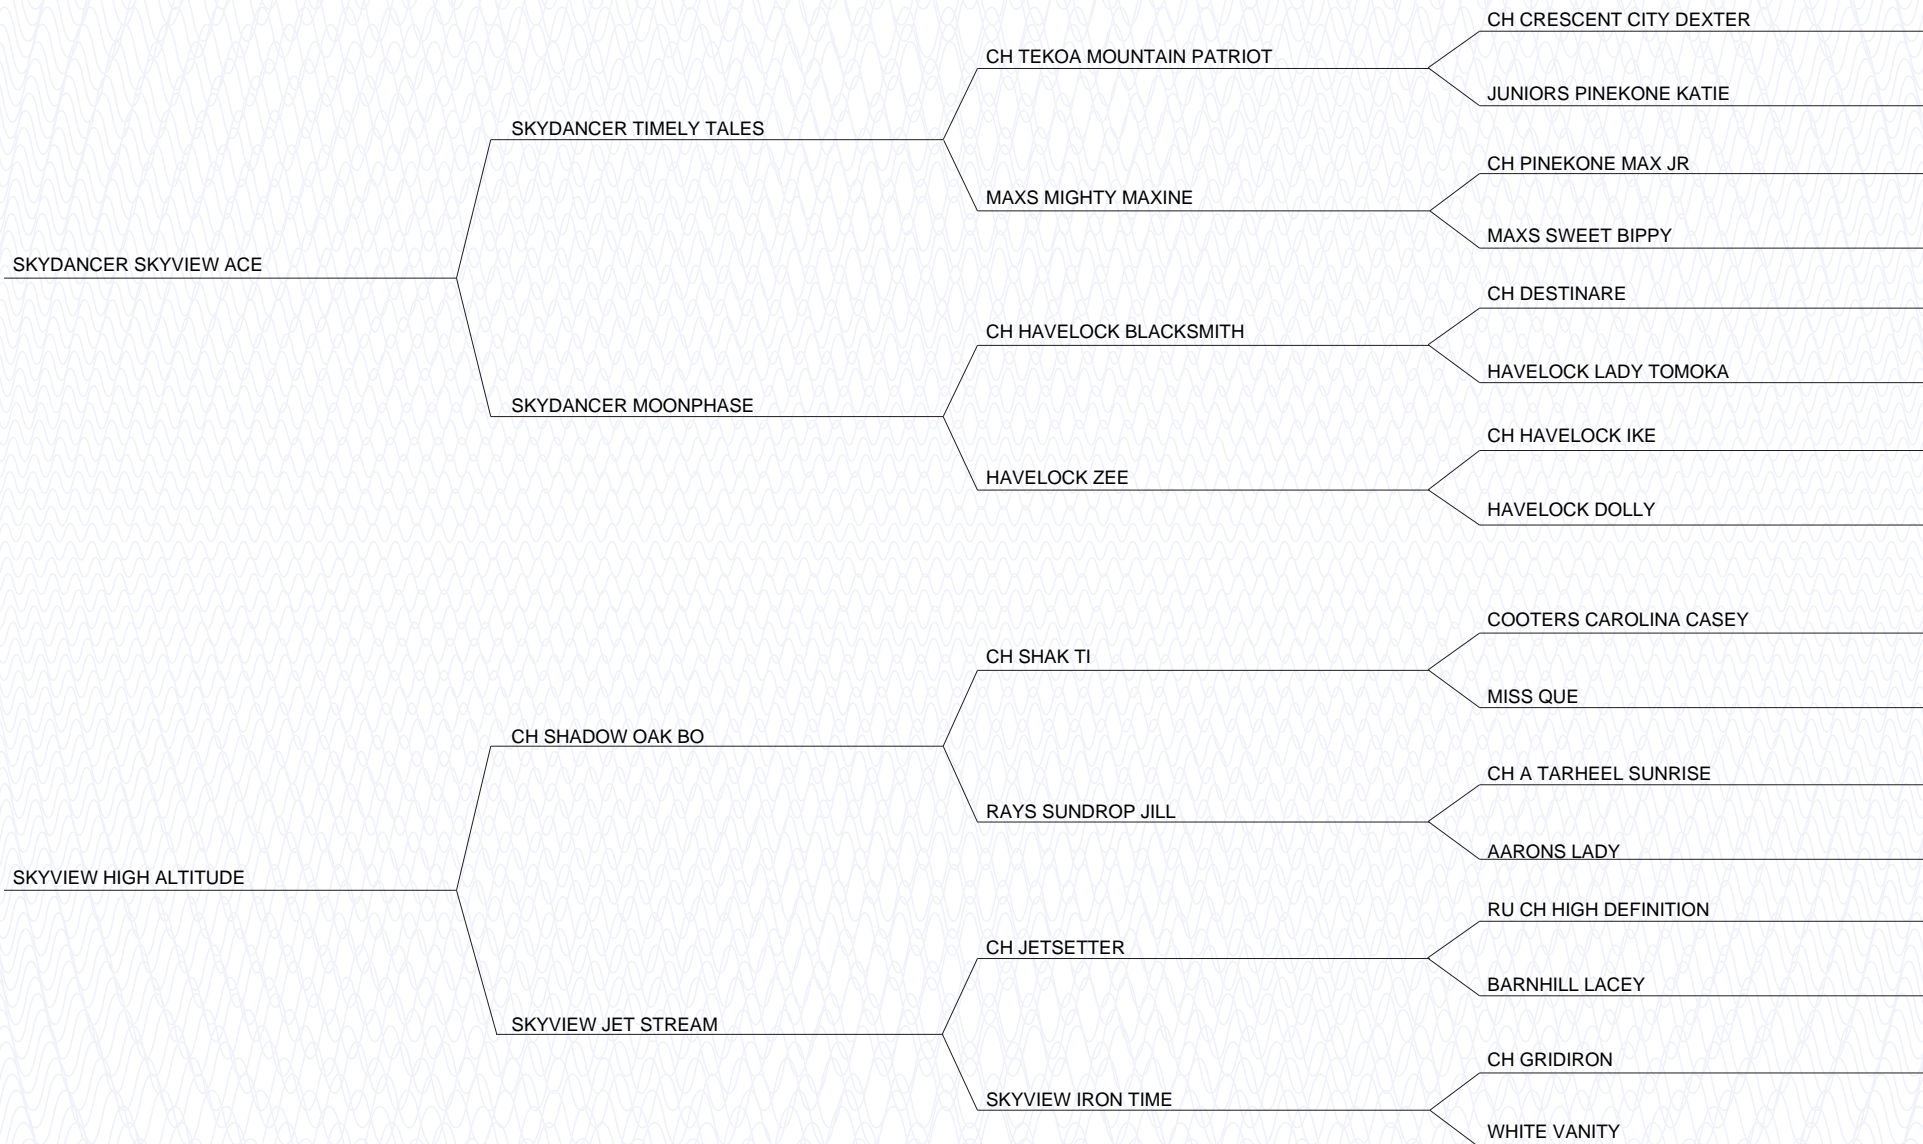 CH CRESCENT CITY DEXTER
CH TEKOA MOUNTAIN PATRIOT
JUNIORS PINEKONE KATIE
SKYDANCER TIMELY TALES
CH PINEKONE MAX JR
MAXS MIGHTY MAXINE
MAXS SWEET BIPPY
SKYDANCER SKYVIEW ACE
CH DESTINARE
CH HAVELOCK BLACKSMITH
HAVELOCK LADY TOMOKA
SKYDANCER MOONPHASE
CH HAVELOCK IKE
HAVELOCK ZEE
HAVELOCK DOLLY
COOTERS CAROLINA CASEY
CH SHAK TI
MISS QUE
CH SHADOW OAK BO
CH A TARHEEL SUNRISE
RAYS SUNDROP JILL
AARONS LADY
SKYVIEW HIGH ALTITUDE
RU CH HIGH DEFINITION
CH JETSETTER
BARNHILL LACEY
SKYVIEW JET STREAM
CH GRIDIRON
SKYVIEW IRON TIME
WHITE VANITY